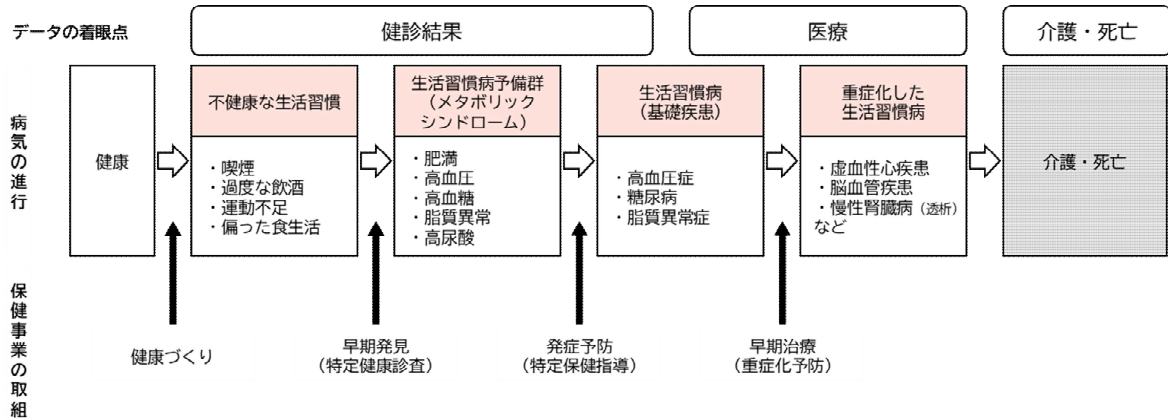 データの着眼点
健診結果
医療
介護・死亡
病気の進行
健康
不健康な生活習慣
・喫煙
・過度な飲酒
・運動不足
・偏った食生活
生活習慣病予備群
（メタボリック
シンドローム）
・肥満
・高血圧
・高血糖
・脂質異常
・高尿酸
生活習慣病
（基礎疾患）
・高血圧症
・糖尿病
・脂質異常症
重症化した
生活習慣病
・虚血性心疾患
・脳血管疾患
・慢性腎臓病（透析）
など
介護・死亡
保健事業の取組
健康づくり
早期発見
（特定健康診査）
発症予防
（特定保健指導）
早期治療
（重症化予防）